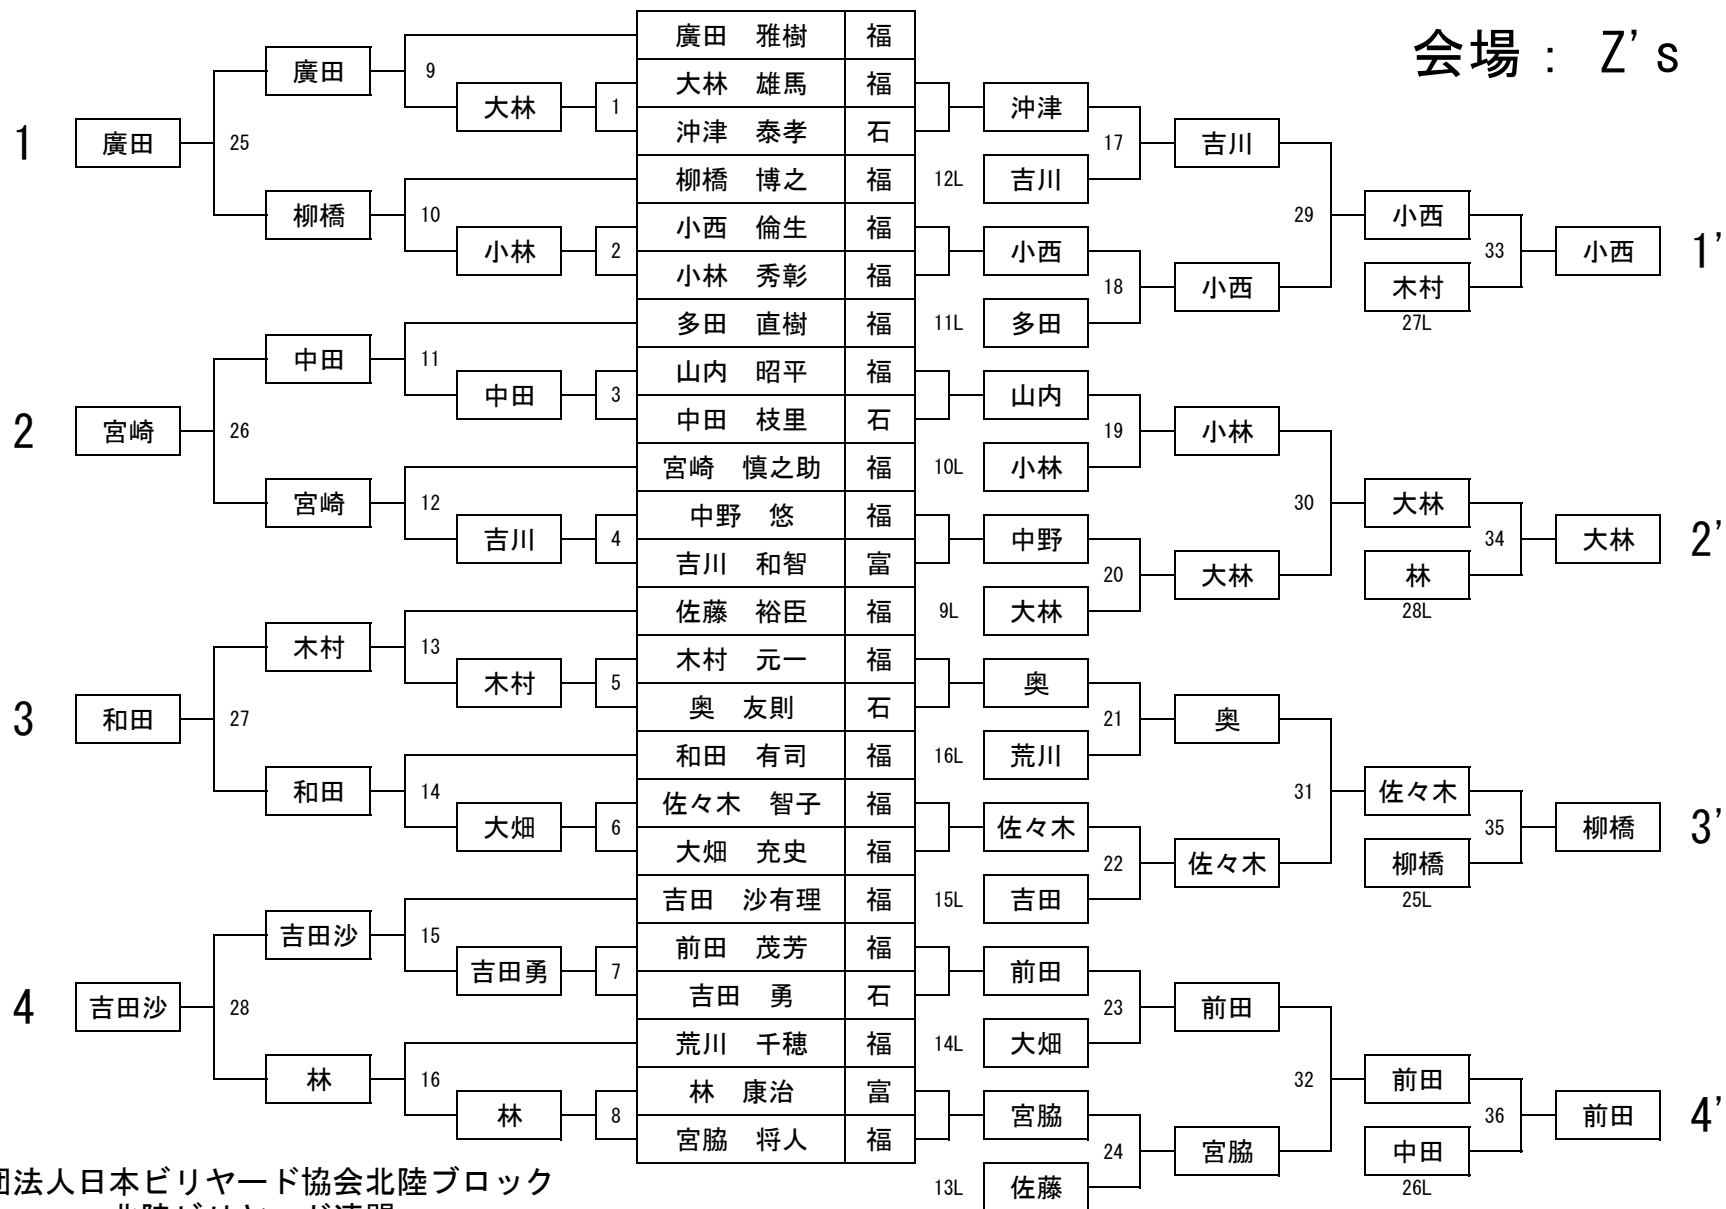 会場： Z's
廣田　雅樹 福
廣田 9
大林　雄馬 福
大林 1 沖津
沖津　泰孝 石
1 廣田 25 17 吉川
柳橋　博之 福 12L 吉川
柳橋 10 小西　倫生 福 29 小西
小林 2 小西 33 小西 1'
小林　秀彰 福 18 小西 木村
多田　直樹 福 11L 多田 27L
中田 11 山内　昭平 福
中田 3 山内
中田　枝里 石
2 宮崎 26 19 小林
宮崎　慎之助 福 10L 小林
宮崎 12 中野　悠 福 30 大林
吉川 4 中野 34 大林 2'
吉川　和智 富 20 大林 林
佐藤　裕臣 福 9L 大林 28L
木村 13 木村　元一 福
木村 5 奥
奥　友則 石
3 和田 27 21 奥
和田　有司 福 16L 荒川
和田 14 佐々木　智子 福 31 佐々木
大畑 6 佐々木 35 柳橋 3'
大畑　充史 福 22 佐々木 柳橋
吉田　沙有理 福 15L 吉田 25L
吉田沙 15 前田　茂芳 福
吉田勇 7 前田
吉田　勇 石
4 吉田沙 28 23 前田
荒川　千穂 福 14L 大畑
林 16 林　康治 富 32 前田
林 8 宮脇 36 前田 4'
宮脇　将人 福 24 宮脇 中田
13L 佐藤 26L
団法人日本ビリヤード協会北陸ブロック
北陸ビリヤード連盟